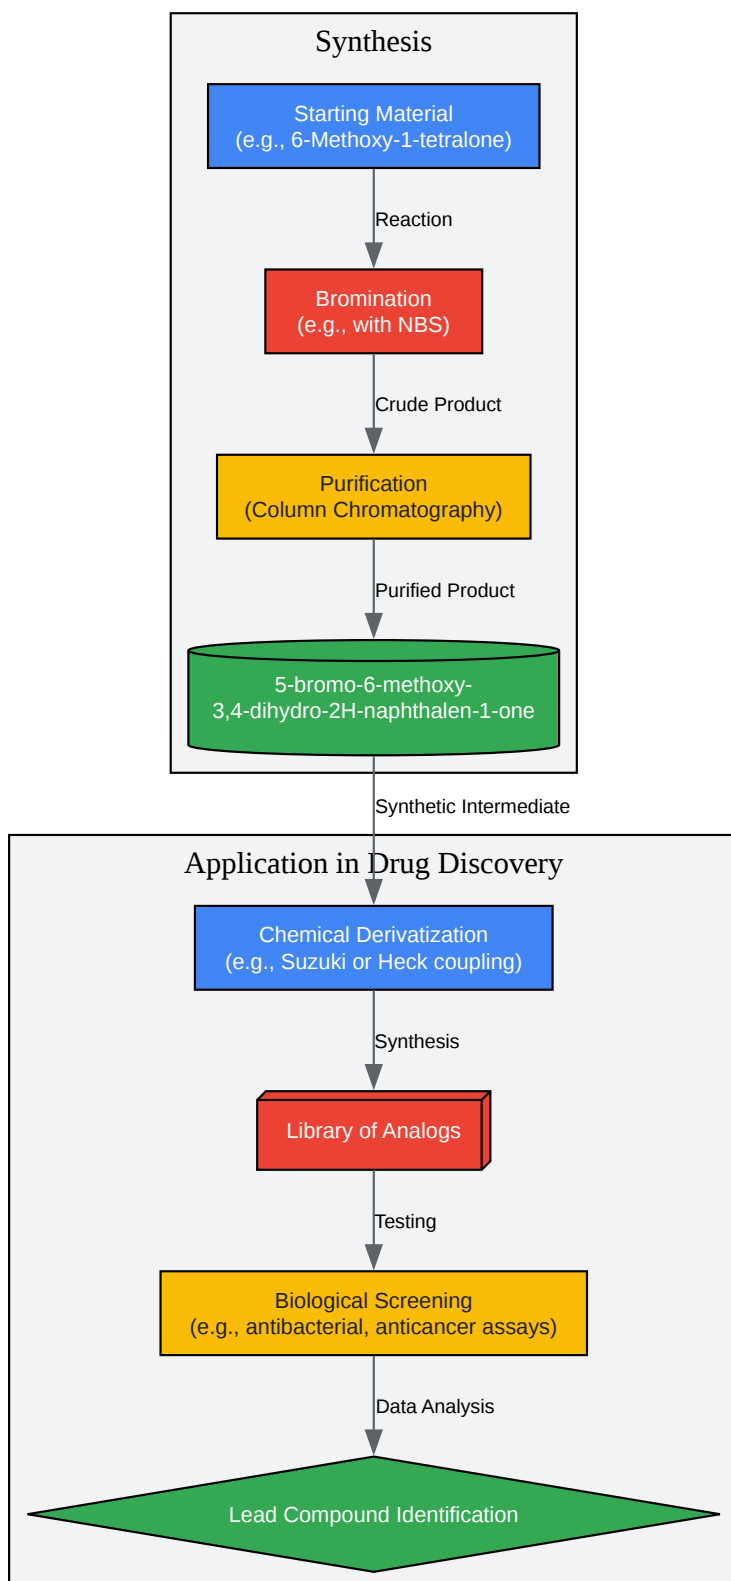 Synthesis
Starting Material
(e.g., 6-Methoxy-1-tetralone)
Reaction
Bromination
(e.g., with NBS)
Crude Product
Purification
(Column Chromatography)
Purified Product
5-bromo-6-methoxy-
3,4-dihydro-2H-naphthalen-1-one
Synthetic Intermediate
Application in Drug Discovery
Chemical Derivatization
(e.g., Suzuki or Heck coupling)
Synthesis
Library of Analogs
Testing
Biological Screening
(e.g., antibacterial, anticancer assays)
Data Analysis
Lead Compound Identification